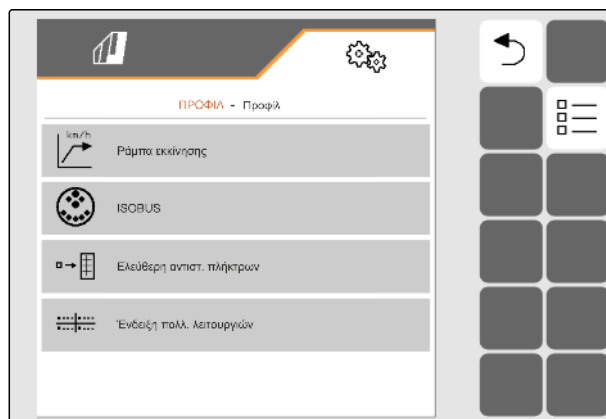 ΠΡΟΦΙΛ - Προφίλ
km/h
Ράμπα εκκίνησης
ISOBUS
Ελεύθερη αντιστ. πλήκτρων
Ένδειξη πολλ. λειτουργιών